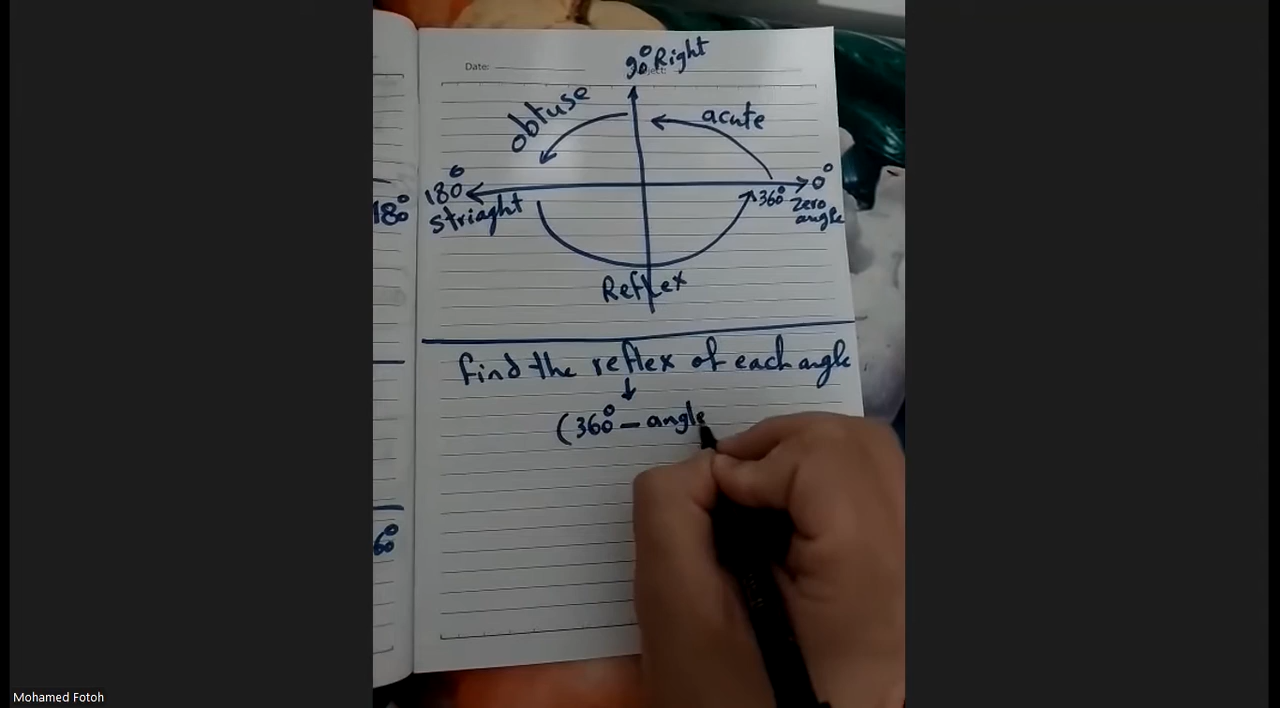 Date:
90° Right
obtuse
acute
180°
0°
360°
zero
angle
striaght
180°
Reflex
find the reflex of each angle
(360° - angle
60°
Mohamed Fotoh